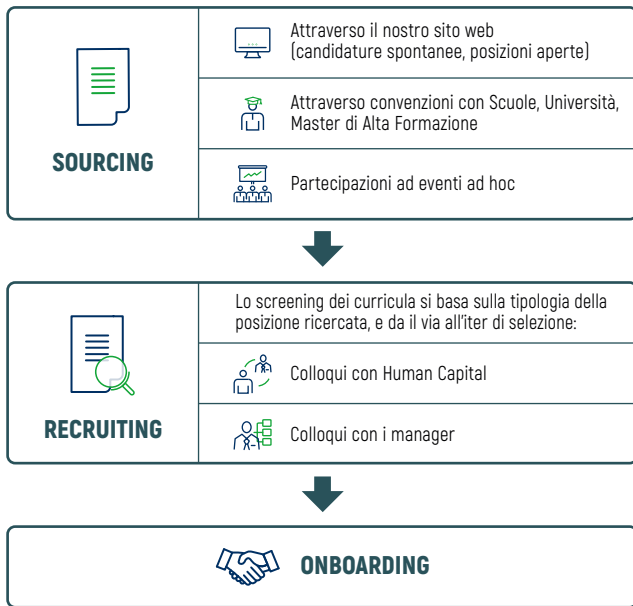 SOURCING
Attraverso il nostro sito web
(candidature spontanee, posizioni aperte)
Attraverso convenzioni con Scuole, Università,
Master di Alta Formazione
Partecipazioni ad eventi ad hoc
RECRUITING
Lo screening dei curricula si basa sulla tipologia della
posizione ricercata, e da il via all'iter di selezione:
Colloqui con Human Capital
Colloqui con i manager
ONBOARDING